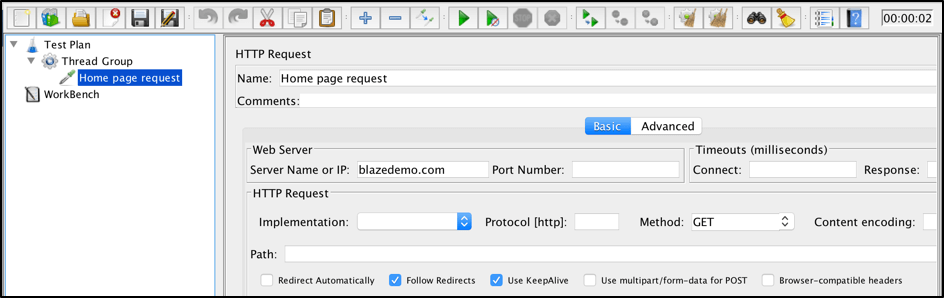 00:00:02
Test Plan
Thread Group
Home page request
WorkBench
HTTP Request
Name: Home page request
Comments:
Basic Advanced
Web Server Timeouts (milliseconds)
Server Name or IP: blazedemo.com Port Number: Connect: Response:
HTTP Request
Implementation: Protocol [http]: Method: GET Content encoding:
Path:
Redirect Automatically Follow Redirects Use KeepAlive Use multipart/form-data for POST Browser-compatible headers